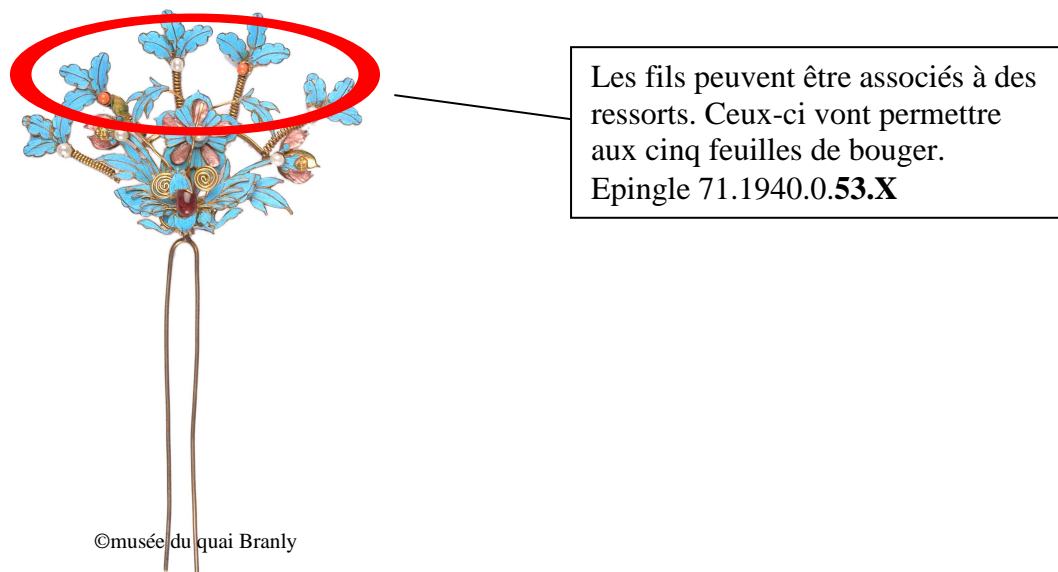 Les fils peuvent être associés à des
ressorts. Ceux-ci vont permettre
aux cinq feuilles de bouger.
Epingle 71.1940.0.53.X
©musée du quai Branly